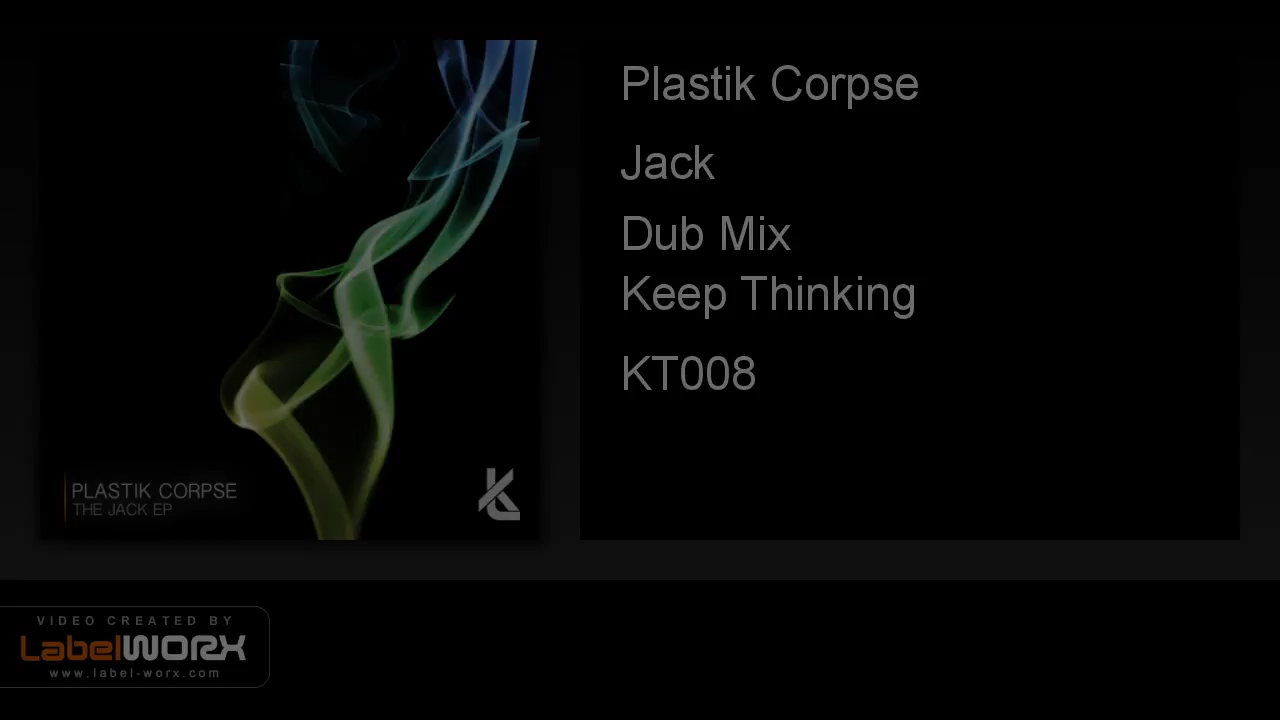 Plastik Corpse
Jack
Dub Mix
Keep Thinking
KT008
PLASTIK CORPSE
THE JACK EP
VIDEO CREATED BY
LabelWORX
www.label-worx.com